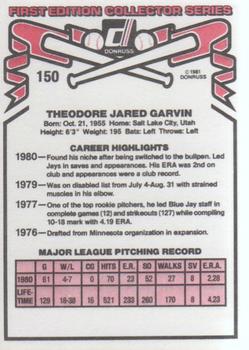 FIRST EDITION COLLECTOR SERIES
DONRUSS
© 1981
DONRUSS
150
THEODORE JARED GARVIN
Born: Oct. 21, 1955 Home: Salt Lake City, Utah
Height: 6'3" Weight: 195 Bats: Left Throws: Left
CAREER HIGHLIGHTS
1980—Found his niche after being switched to the bullpen. Led
Jays in saves and appearances. His ERA was 2nd on
club and appearances were a club record.
1979—Was on disabled list from July 4-Aug. 31 with strained
muscles in his elbow.
1977—One of the top rookie pitchers, he led Blue Jay staff in
complete games (12) and strikeouts (127) while compiling
10-18 mark with 4.19 ERA.
1976—Drafted from Minnesota organization in expansion.
MAJOR LEAGUE PITCHING RECORD
G W/L CG HITS E.R. SO WALKS SV E.R.A.
1980 61 4-7 0 70 23 52 27 8 2.28
LIFE-
TIME 129 18-38 16 521 233 260 170 8 4.23